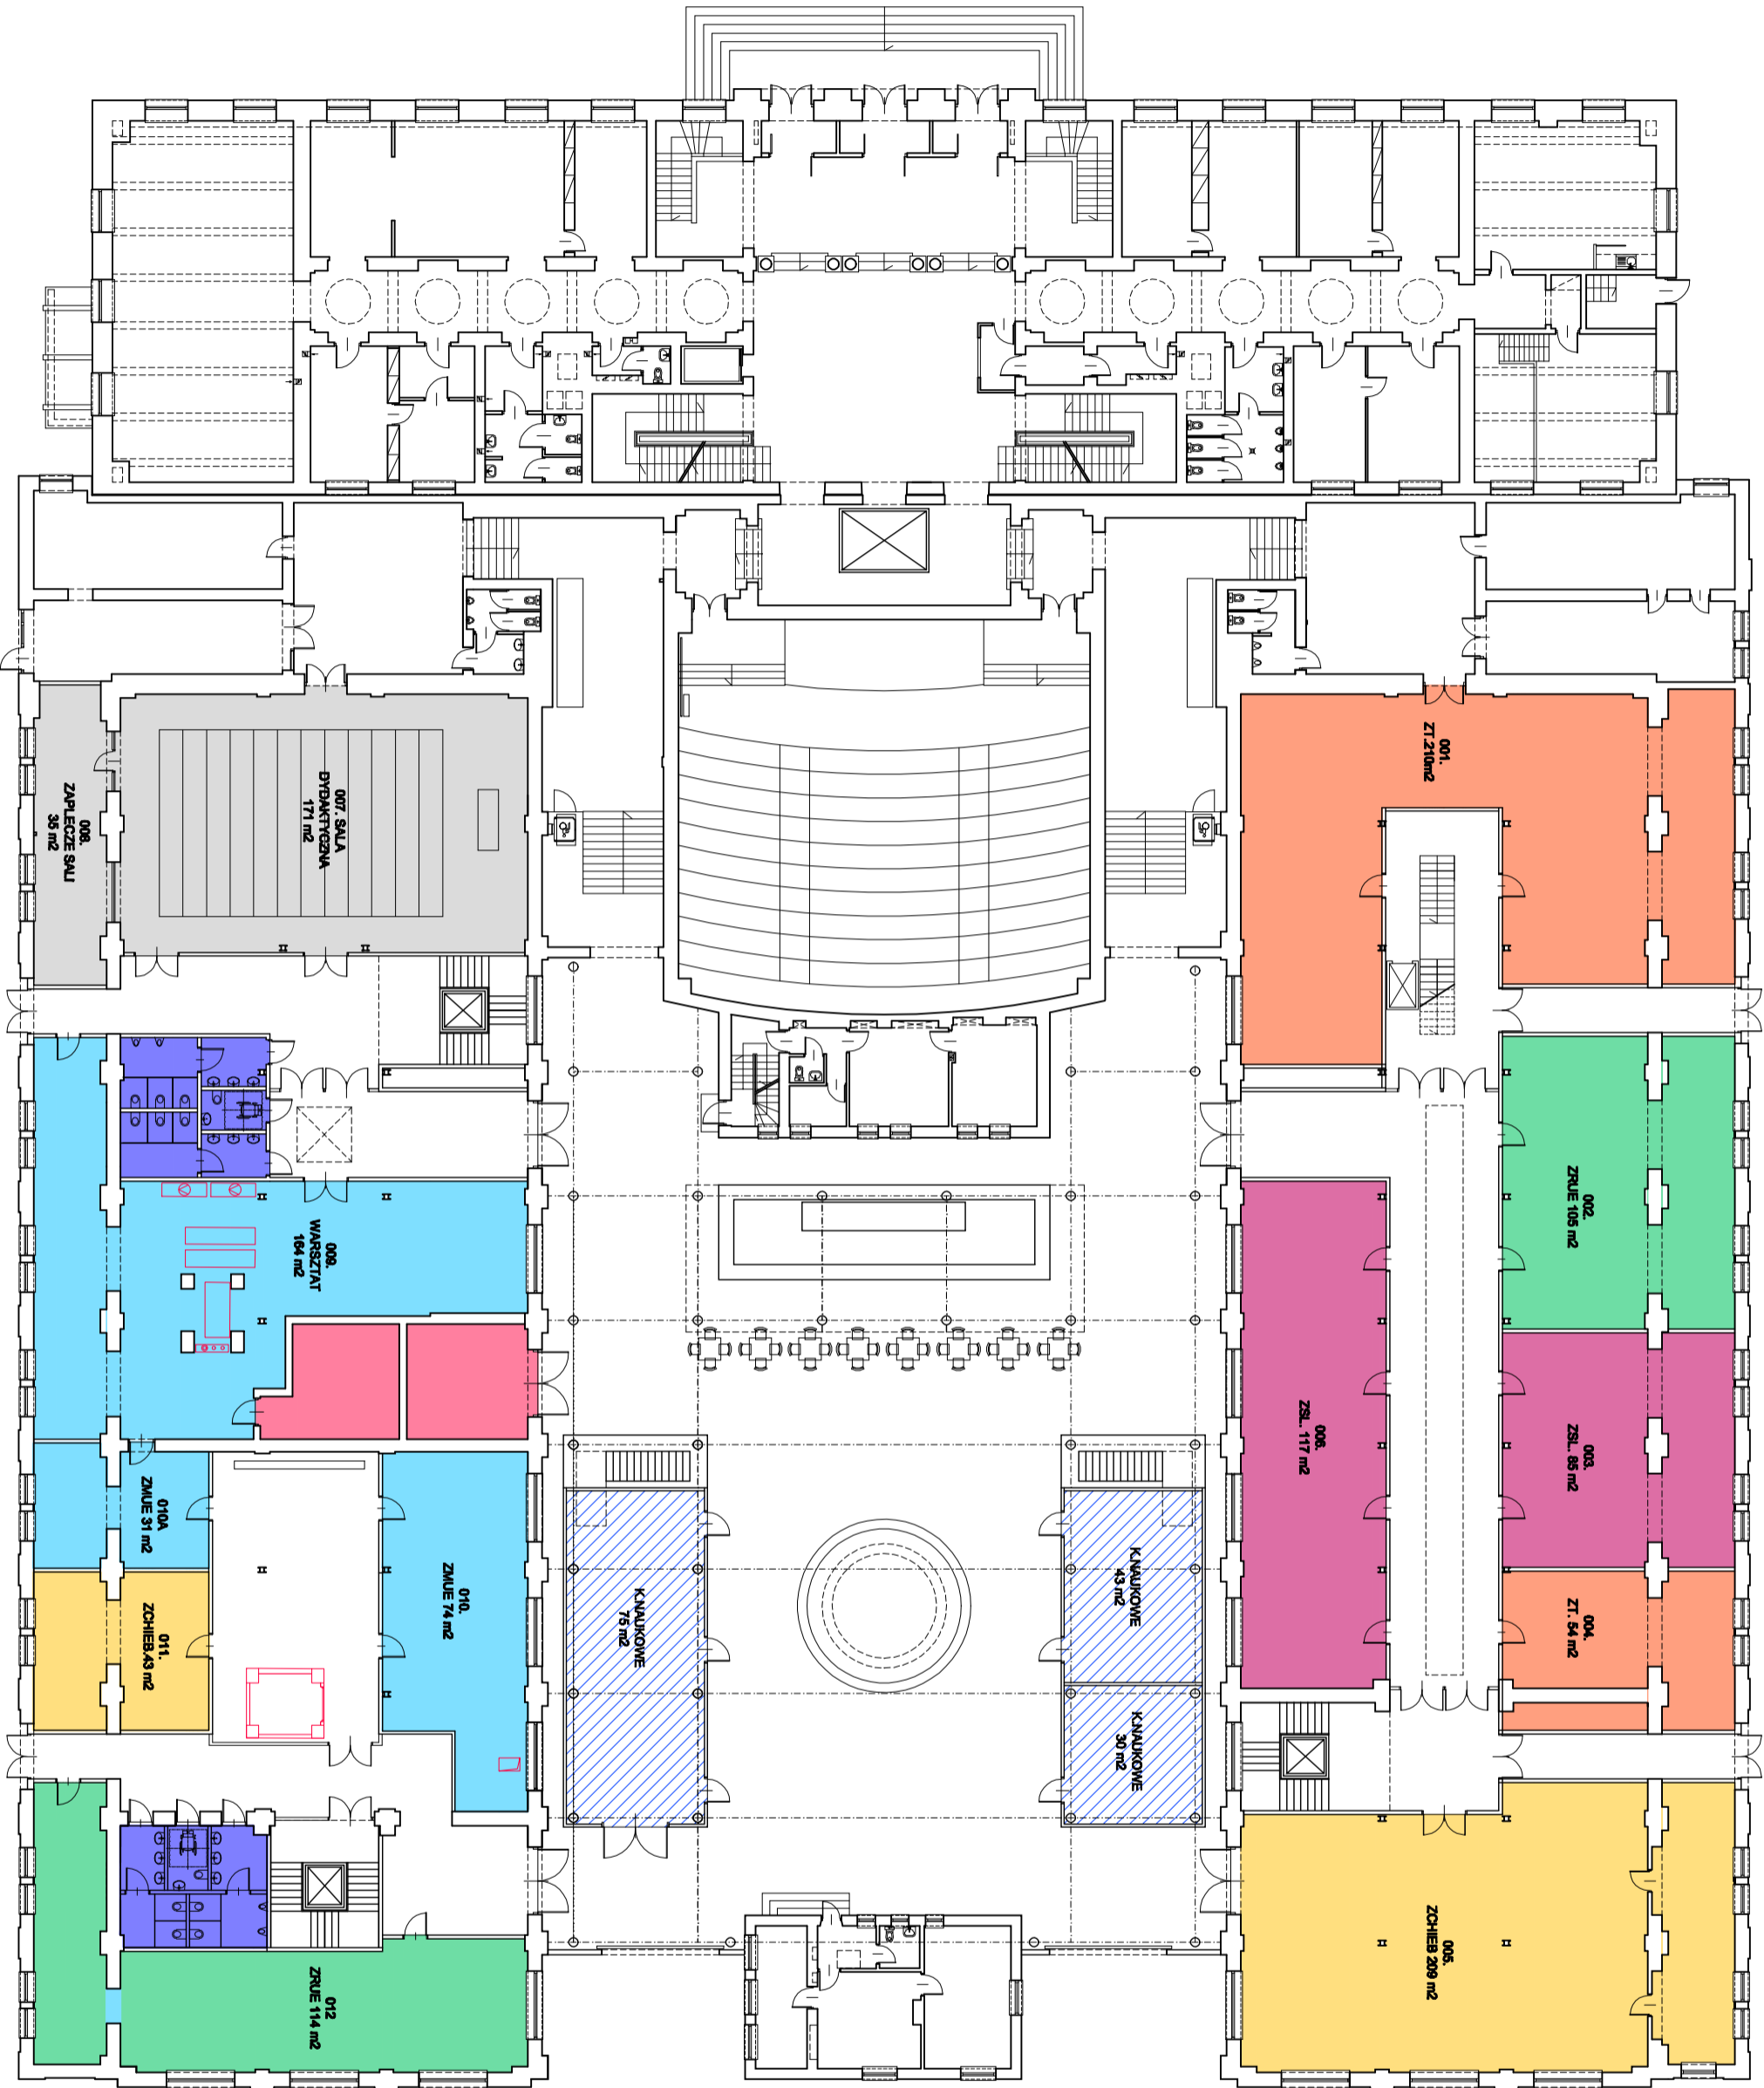 001.
ZT.210m2
007. SALA
DYDAKTYCZNA
171 m2
008.
ZAPLECZE SALI
35 m2
002.
ZRUE 105 m2
009.
WARSZTAT
164 m2
006.
ZSL. 117 m2
003.
ZSL. 85 m2
010A
ZMUE 31 m2
010.
ZMUE 74 m2
011.
ZCHIEB.43 m2
K.NAUKOWE
75 m2
K.NAUKOWE
43 m2
K.NAUKOWE
30 m2
004.
ZT. 54 m2
005.
ZCHIEB 209 m2
012
ZRUE 114 m2